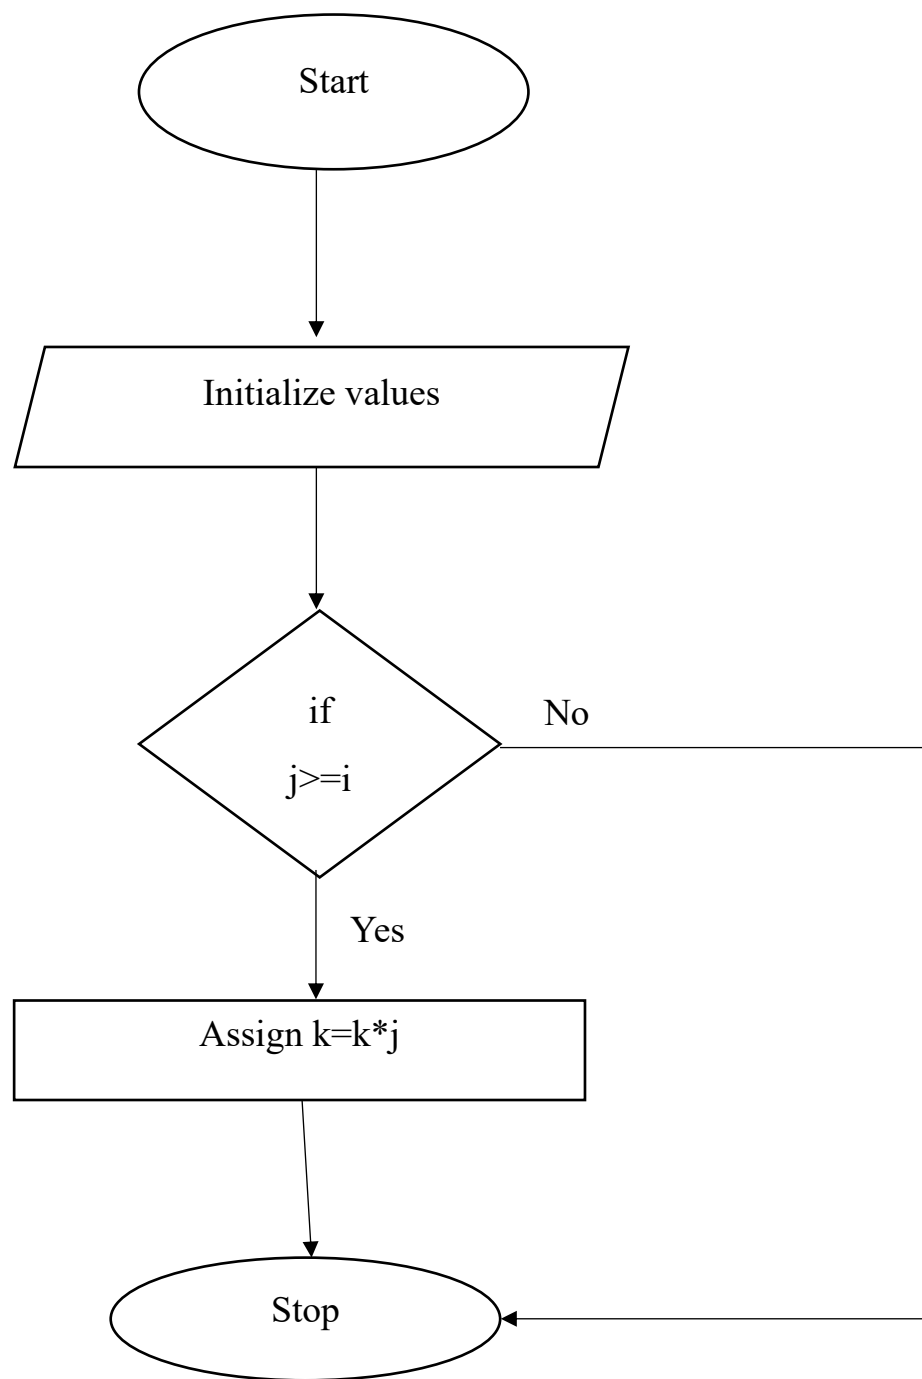 Start
Initialize values
if
j>=i
No
Yes
Assign k=k*j
Stop